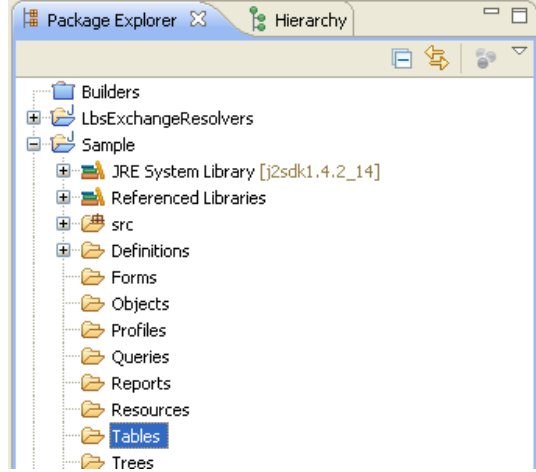 Package Explorer Hierarchy
Builders
LbsExchangeResolvers
Sample
JRE System Library [j2sdk1.4.2_14]
Referenced Libraries
src
Definitions
Forms
Objects
Profiles
Queries
Reports
Resources
Tables
Trees